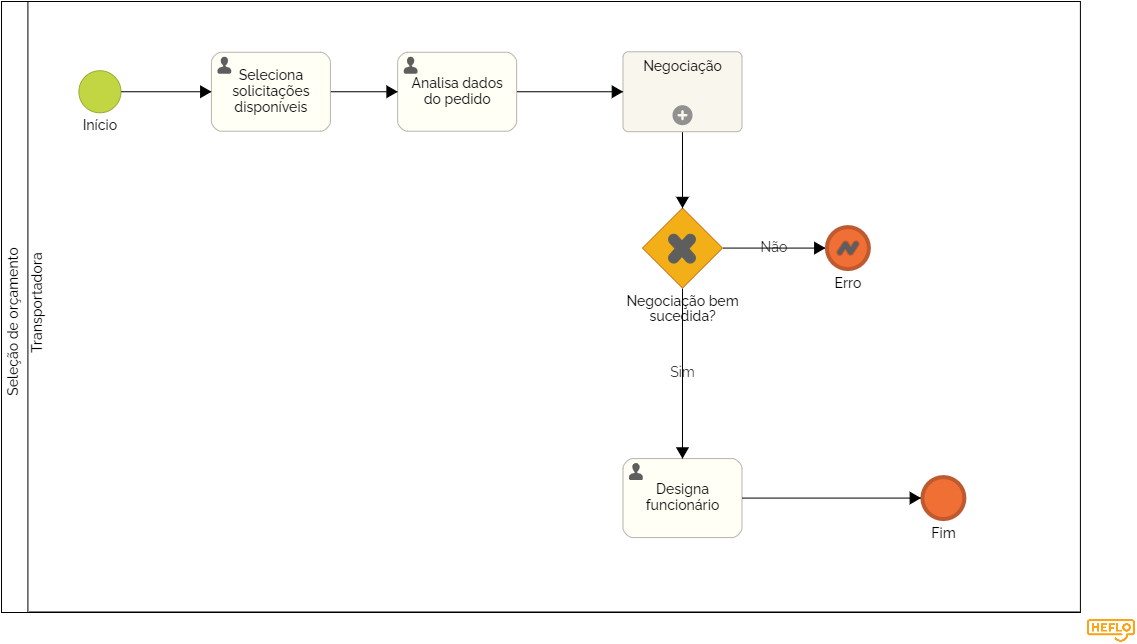 Seleção de orçamento
Transportadora
Início
Seleciona
solicitações
disponíveis
Analisa dados
do pedido
Negociação
Negociação bem
sucedida?
Não
Erro
Sim
Designa
funcionário
Fim
HEFLO